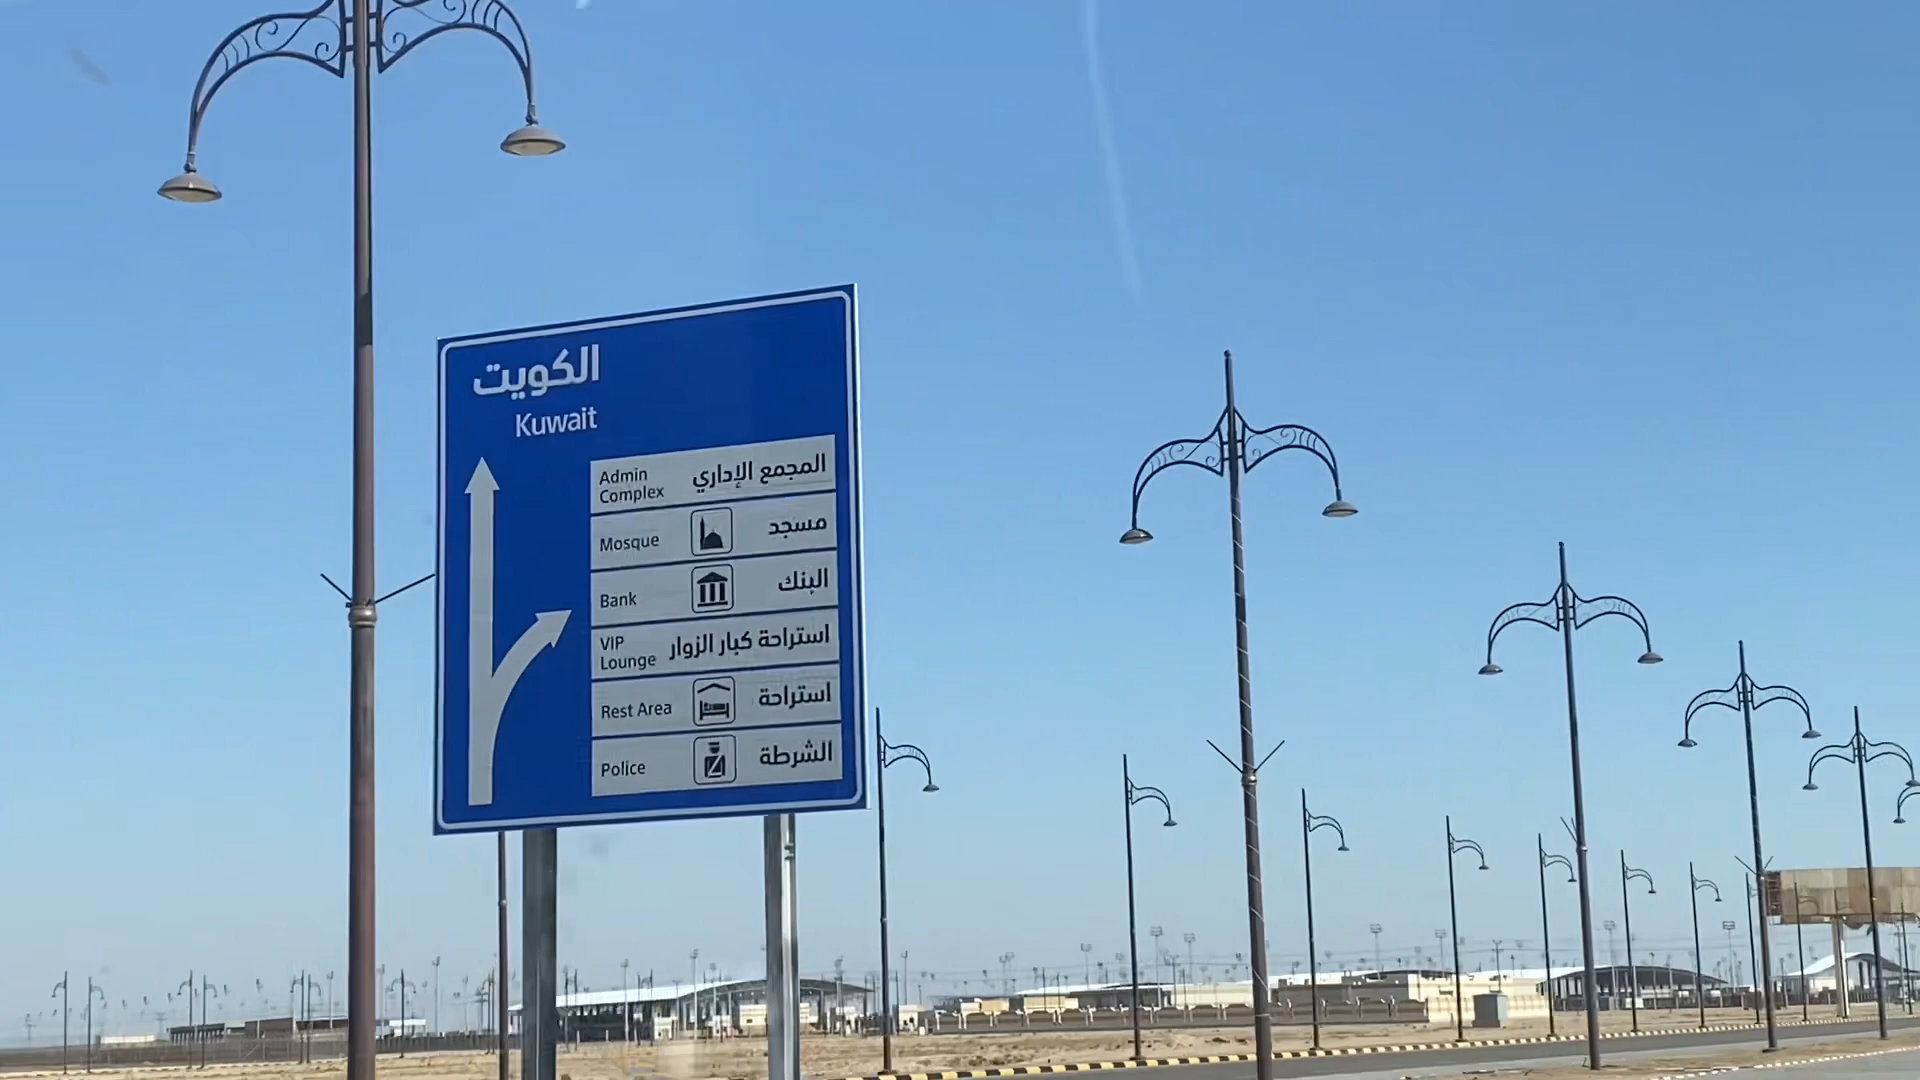 الكويت
Kuwait
Admin Complex المجمع الإداري
Mosque مسجد
Bank البنك
VIP Lounge استراحة كبار الزوار
Rest Area استراحة
Police الشرطة